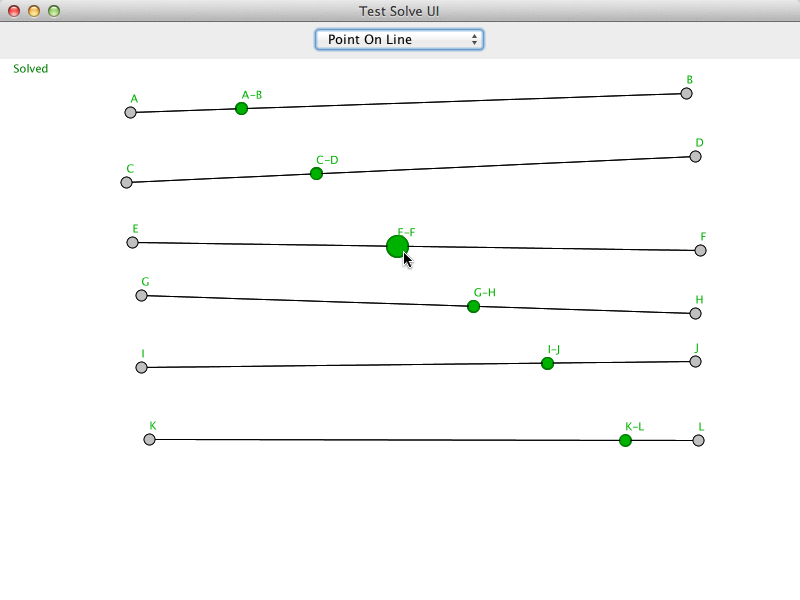 Test Solve UI
Point On Line
Solved
A
A-B
B
C
C-D
D
E
E-F
F
G
G-H
H
I
I-J
J
K
K-L
L